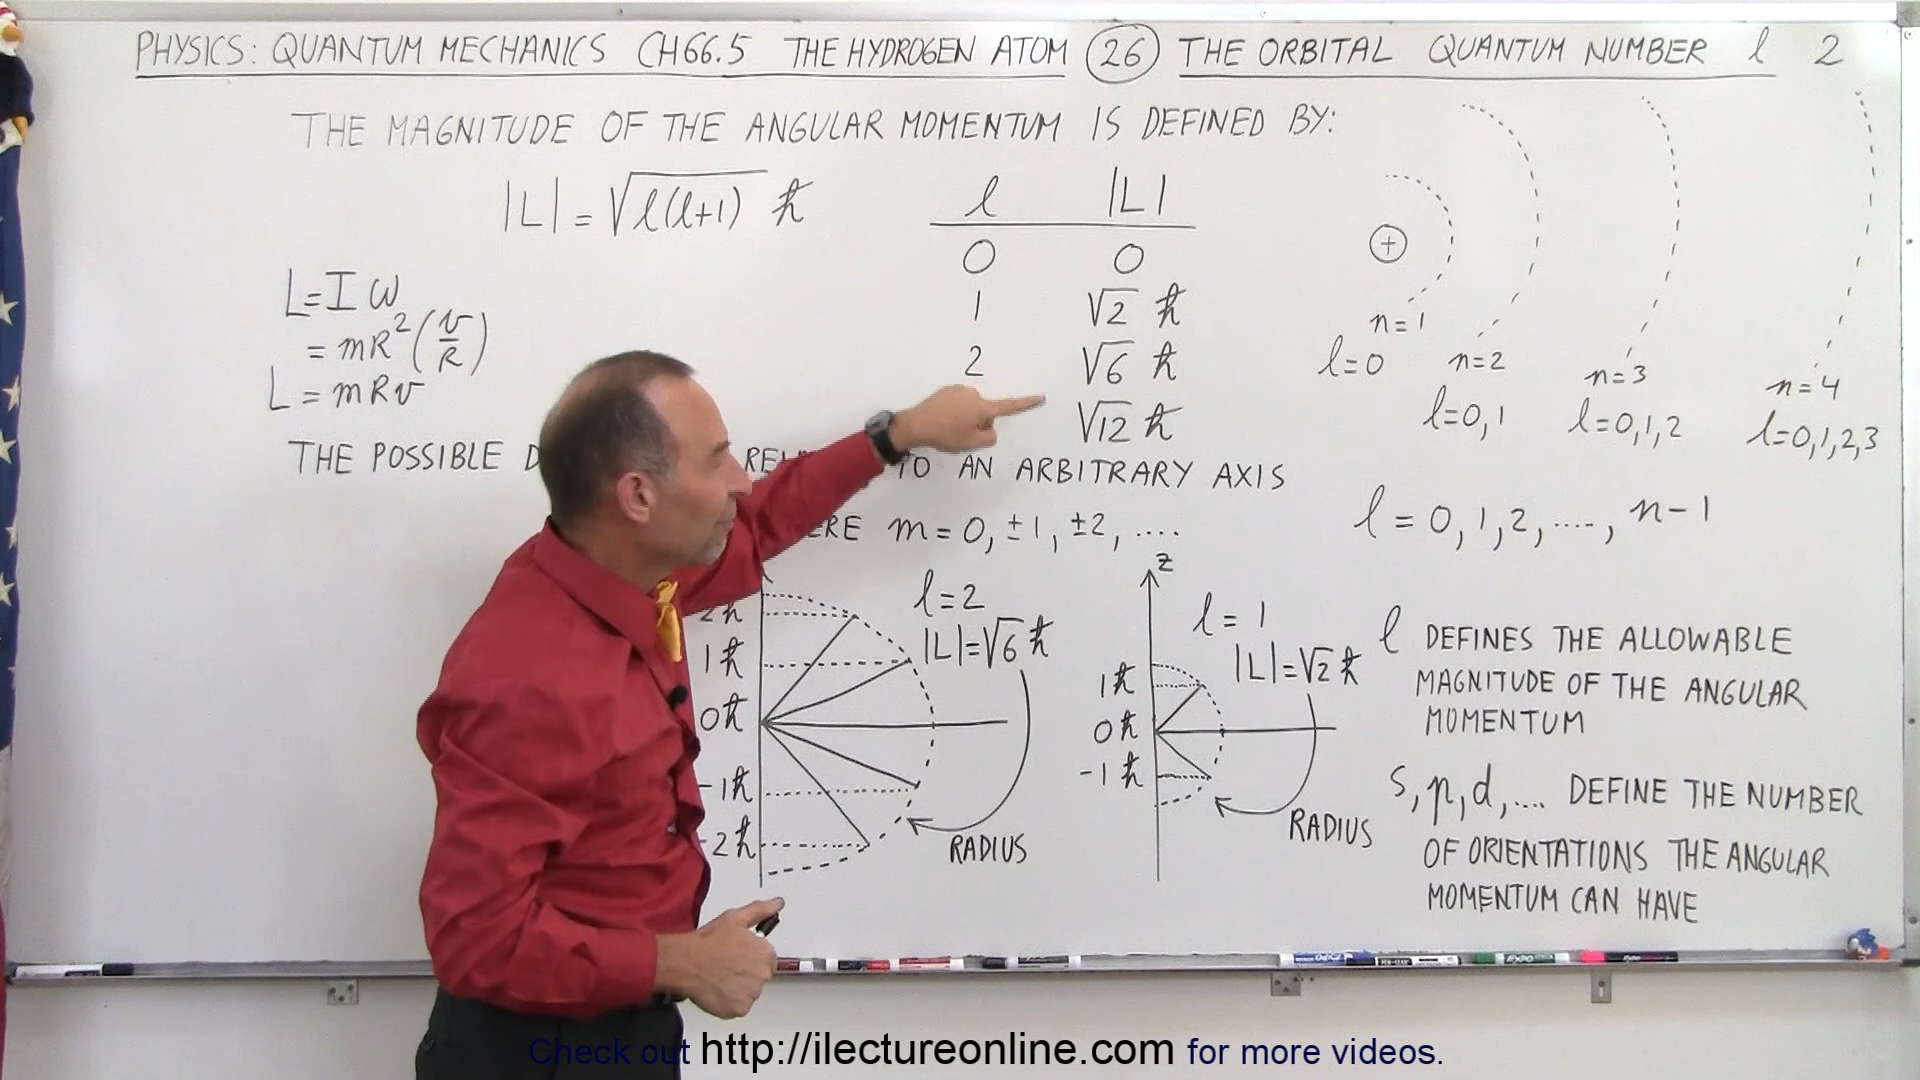 PHYSICS: QUANTUM MECHANICS CH66.5 THE HYDROGEN ATOM 26 THE ORBITAL QUANTUM NUMBER l 2
THE MAGNITUDE OF THE ANGULAR MOMENTUM IS DEFINED BY:
|L| = √l(l+1) ħ
l |L|
0 0
1 √2 ħ
2 √6 ħ
√12 ħ
L = I ω
= mR²(v/R)
L = mRv
+
n=1
l=0
n=2
l=0,1
n=3
l=0,1,2
n=4
l=0,1,2,3
THE POSSIBLE TO AN ARBITRARY AXIS
m = 0, ±1, ±2, ....
l = 0, 1, 2, ...., n-1
2ħ
1ħ
0ħ
-1ħ
-2ħ
l=2
|L|=√6 ħ
RADIUS
z
1ħ
0ħ
-1ħ
l=1
|L|=√2 ħ
RADIUS
l DEFINES THE ALLOWABLE
MAGNITUDE OF THE ANGULAR
MOMENTUM
s, p, d, .... DEFINE THE NUMBER
OF ORIENTATIONS THE ANGULAR
MOMENTUM CAN HAVE
EXPO
Check out http://ilectureonline.com for more videos.